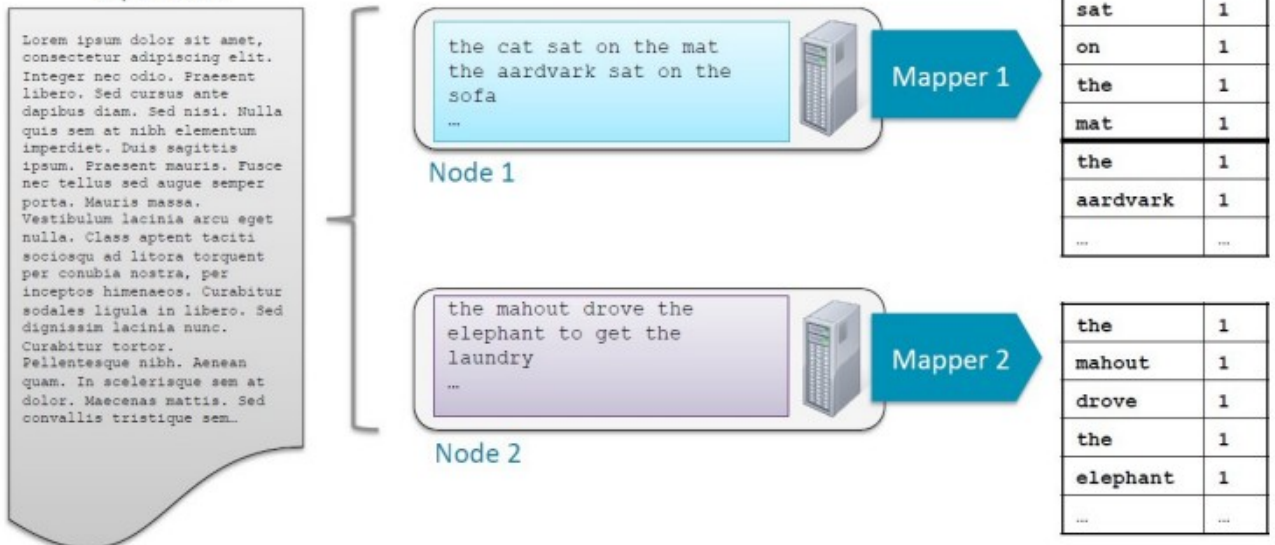 Lorem ipsum dolor sit amet,
consectetur adipiscing elit.
Integer nec odio. Praesent
libero. Sed cursus ante
dapibus diam. Sed nisi. Nulla
quis sem at nibh elementum
imperdiet. Duis sagittis
ipsum. Praesent mauris. Fusce
nec tellus sed augue semper
porta. Mauris massa.
Vestibulum lacinia arcu eget
nulla. Class aptent taciti
sociosqu ad litora torquent
per conubia nostra, per
inceptos himenaeos. Curabitur
sodales ligula in libero. Sed
dignissim lacinia nunc.
Curabitur tortor.
Pellentesque nibh. Aenean
quam. In scelerisque sem at
dolor. Maecenas mattis. Sed
convallis tristique sem…
the cat sat on the mat
the aardvark sat on the
sofa
…
Node 1
Mapper 1
sat 1
on 1
the 1
mat 1
the 1
aardvark 1
… …
the mahout drove the
elephant to get the
laundry
…
Node 2
Mapper 2
the 1
mahout 1
drove 1
the 1
elephant 1
… …